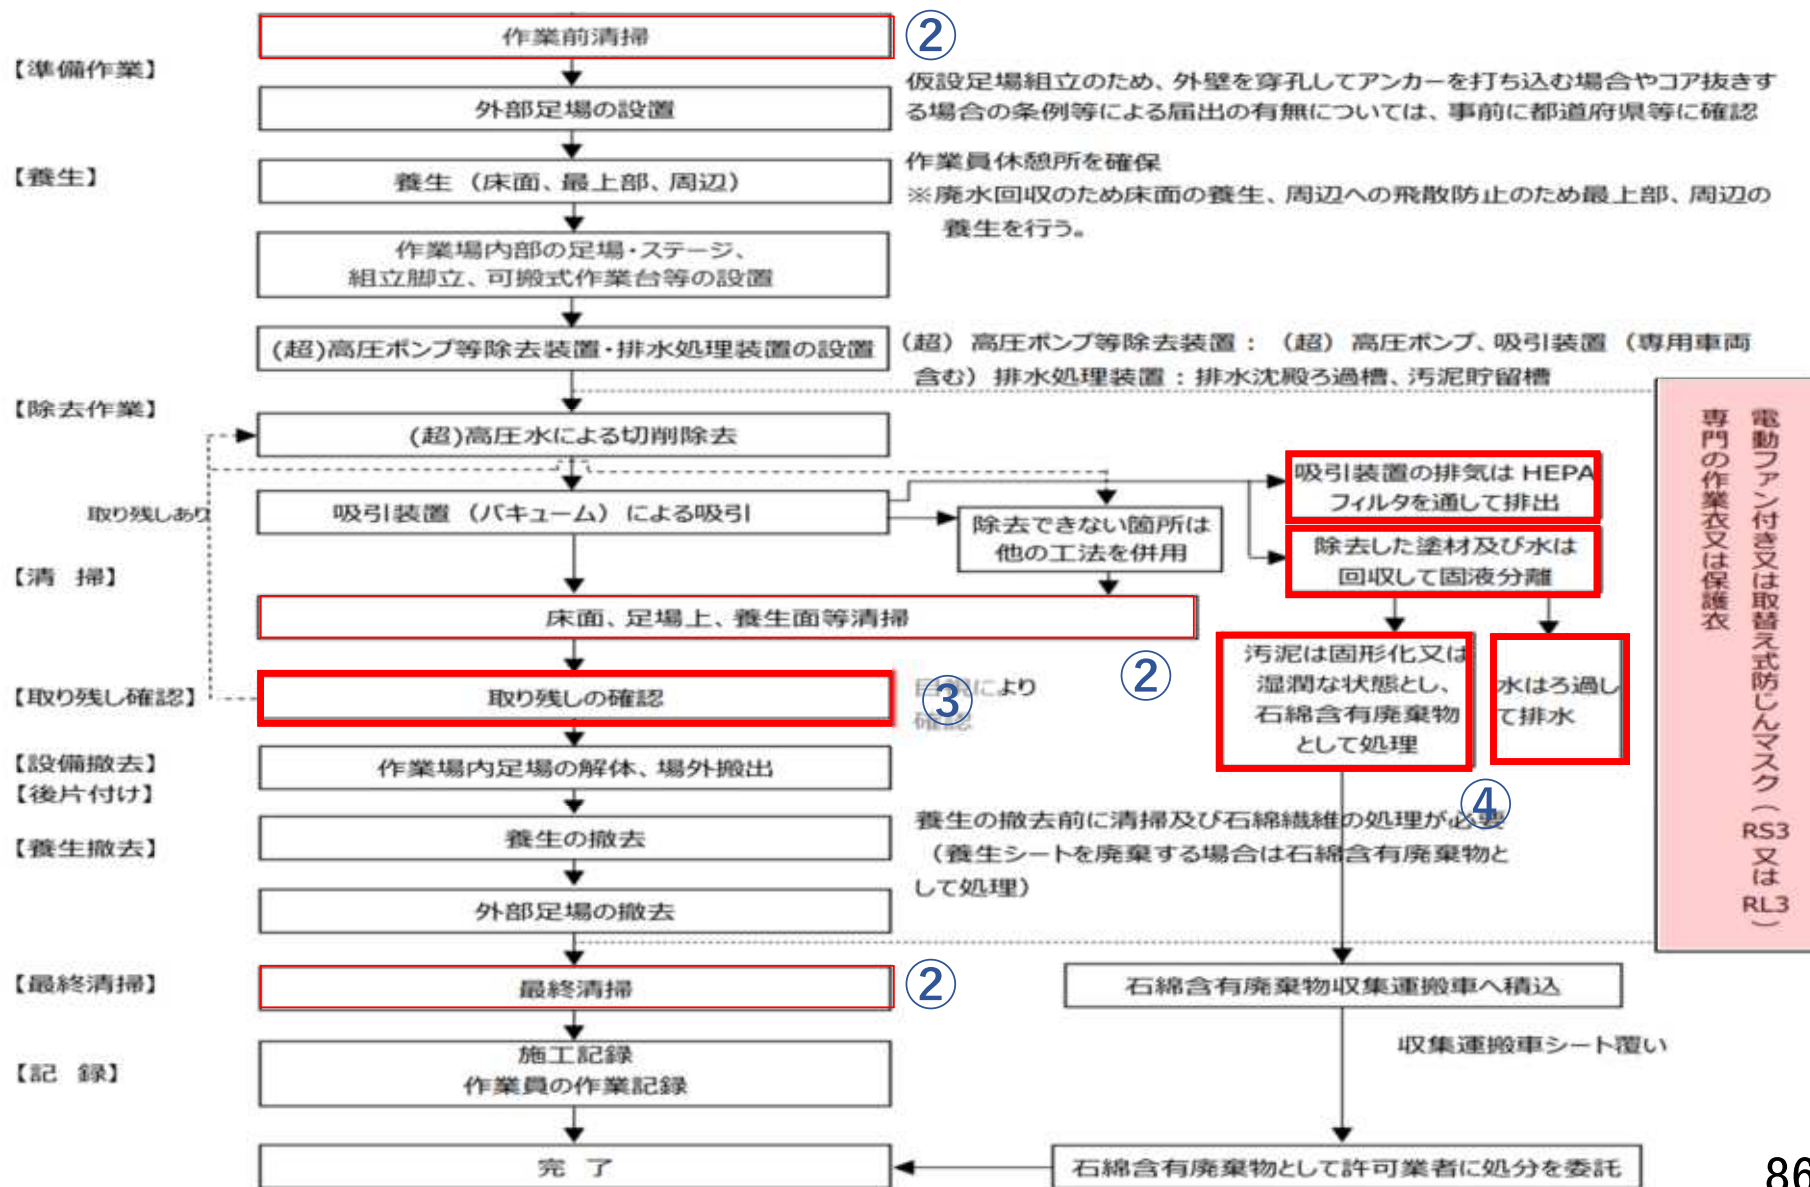 作業前清掃
②
【準備作業】
外部足場の設置
仮設足場組立のため、外壁を穿孔してアンカーを打ち込む場合やコア抜きす
る場合の条例等による届出の有無については、事前に都道府県等に確認
【養生】
養生（床面、最上部、周辺）
作業員休憩所を確保
※廃水回収のため床面の養生、周辺への飛散防止のため最上部、周辺の
養生を行う。
作業場内部の足場・ステージ、
組立脚立、可搬式作業台等の設置
(超)高圧ポンプ等除去装置・排水処理装置の設置
（超）高圧ポンプ等除去装置：（超）高圧ポンプ、吸引装置（専用車両
含む）排水処理装置：排水沈殿ろ過槽、汚泥貯留槽
【除去作業】
(超)高圧水による切削除去
取り残しあり
吸引装置（バキューム）による吸引
除去できない箇所は
他の工法を併用
吸引装置の排気は HEPA
フィルタを通して排出
除去した塗材及び水は
回収して固液分離
【清　掃】
床面、足場上、養生面等清掃
②
汚泥は固形化又は
湿潤な状態とし、
石綿含有廃棄物
として処理
水はろ過し
て排水
④
【取り残し確認】
取り残しの確認
③
目視により
確認
【設備撤去】
【後片付け】
作業場内足場の解体、場外搬出
【養生撤去】
養生の撤去
養生の撤去前に清掃及び石綿繊維の処理が必要
（養生シートを廃棄する場合は石綿含有廃棄物と
して処理）
外部足場の撤去
電動ファン付き又は取替え式防じんマスク（RS3又はRL3）
専門の作業衣又は保護衣
【最終清掃】
最終清掃
②
石綿含有廃棄物収集運搬車へ積込
収集運搬車シート覆い
【記　録】
施工記録
作業員の作業記録
完　了
石綿含有廃棄物として許可業者に処分を委託
86